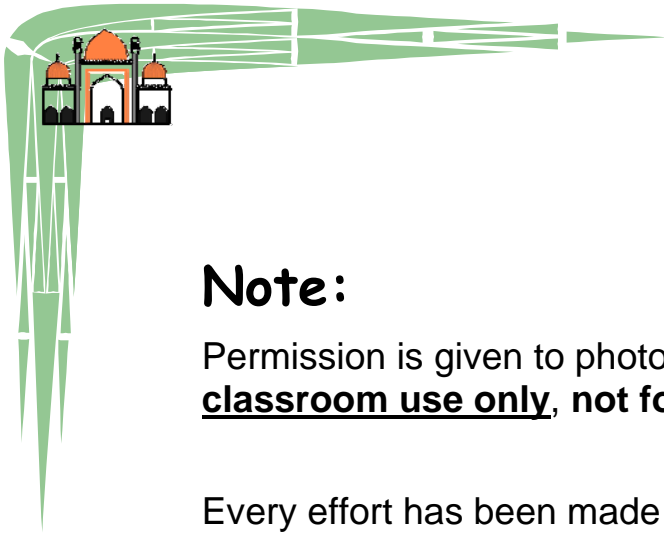 Note:
Permission is given to photo
classroom use only, not fo
Every effort has been made